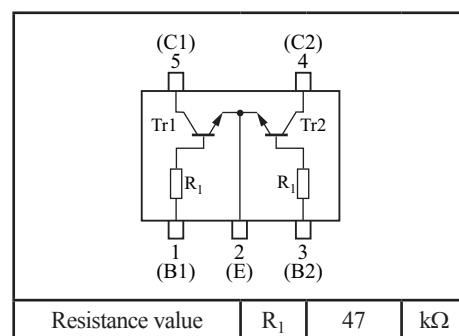 (C1) (C2)
5 4
Tr1 Tr2
R₁ R₁
1 2 3
(B1) (E) (B2)
Resistance value R₁ 47 kΩ